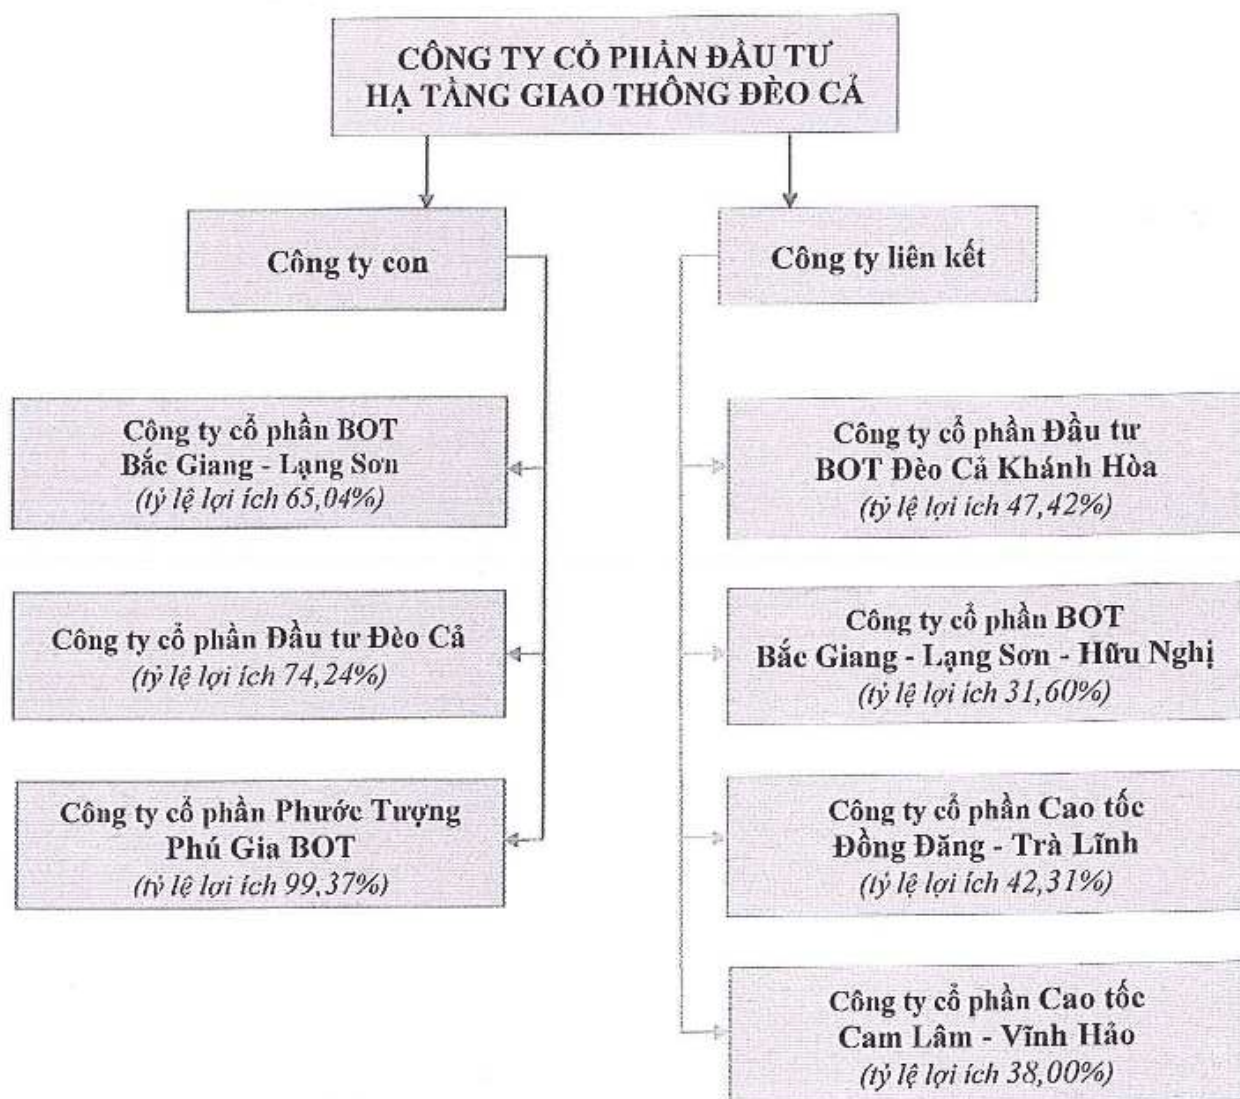 CÔNG TY CỔ PHẦN ĐẦU TƯ
HẠ TẦNG GIAO THÔNG ĐÈO CẢ
Công ty con
Công ty cổ phần BOT
Bắc Giang - Lạng Sơn
(tỷ lệ lợi ích 65,04%)
Công ty cổ phần Đầu tư Đèo Cả
(tỷ lệ lợi ích 74,24%)
Công ty cổ phần Phước Tượng
Phú Gia BOT
(tỷ lệ lợi ích 99,37%)
Công ty liên kết
Công ty cổ phần Đầu tư
BOT Đèo Cả Khánh Hòa
(tỷ lệ lợi ích 47,42%)
Công ty cổ phần BOT
Bắc Giang - Lạng Sơn - Hữu Nghị
(tỷ lệ lợi ích 31,60%)
Công ty cổ phần Cao tốc
Đồng Đăng - Trà Lĩnh
(tỷ lệ lợi ích 42,31%)
Công ty cổ phần Cao tốc
Cam Lâm - Vĩnh Hảo
(tỷ lệ lợi ích 38,00%)